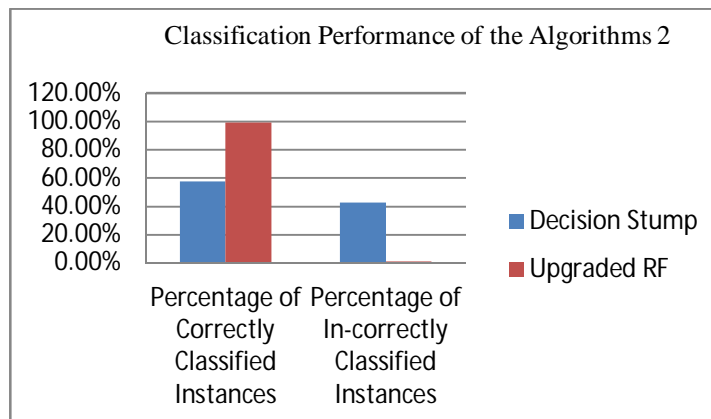 Classification Performance of the Algorithms 2
120.00%
100.00%
80.00%
60.00%
40.00%
20.00%
0.00%
Percentage of
Correctly
Classified
Instances
Percentage of
In-correctly
Classified
Instances
Decision Stump
Upgraded RF